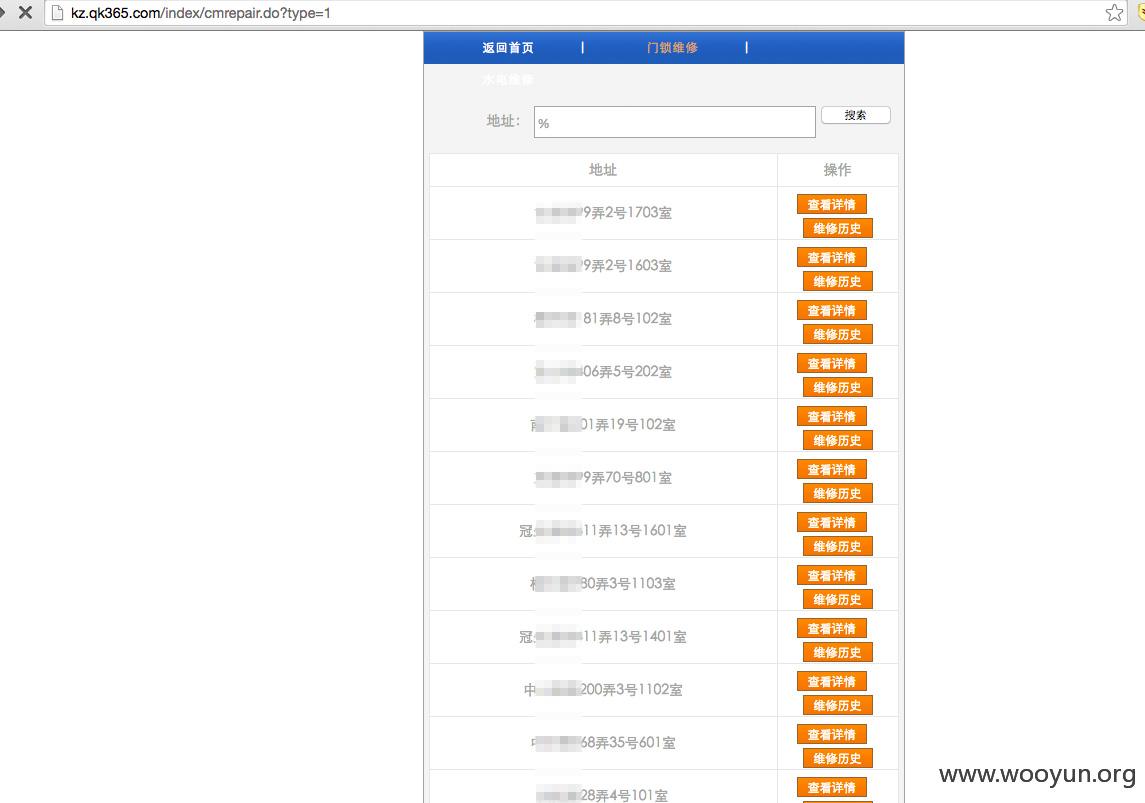 kz.qk365.com/index/cmrepair.do?type=1
返回首页 | 门锁维修 |
水电维修
地址： % 搜索
地址 操作
9弄2号1703室 查看详情
维修历史
9弄2号1603室 查看详情
维修历史
81弄8号102室 查看详情
维修历史
06弄5号202室 查看详情
维修历史
01弄19号102室 查看详情
维修历史
9弄70号801室 查看详情
维修历史
冠 11弄13号1601室 查看详情
维修历史
80弄3号1103室 查看详情
维修历史
冠 11弄13号1401室 查看详情
维修历史
中 200弄3号1102室 查看详情
维修历史
68弄35号601室 查看详情
维修历史
28弄4号101室 查看详情
www.wooyun.org